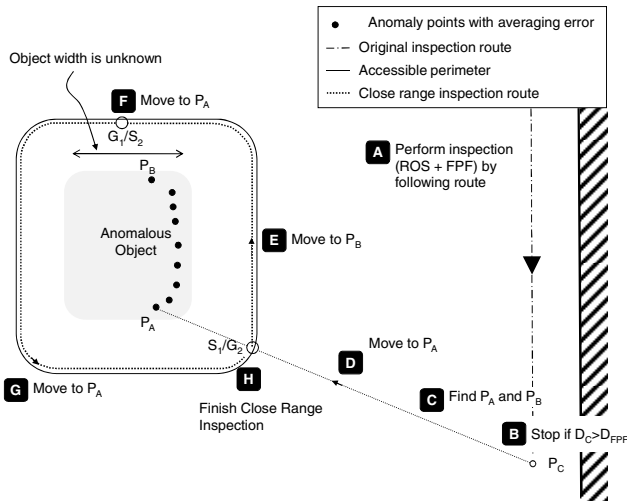 Anomaly points with averaging error
Original inspection route
Accessible perimeter
Close range inspection route
Object width is unknown
F Move to PA
G1/S2
PB
A Perform inspection
(ROS + FPF) by
following route
Anomalous
Object
E Move to PB
PA
S1/G2
D Move to PA
G Move to PA
H
Finish Close Range
Inspection
C Find PA and PB
B Stop if DC>DFPF
PC